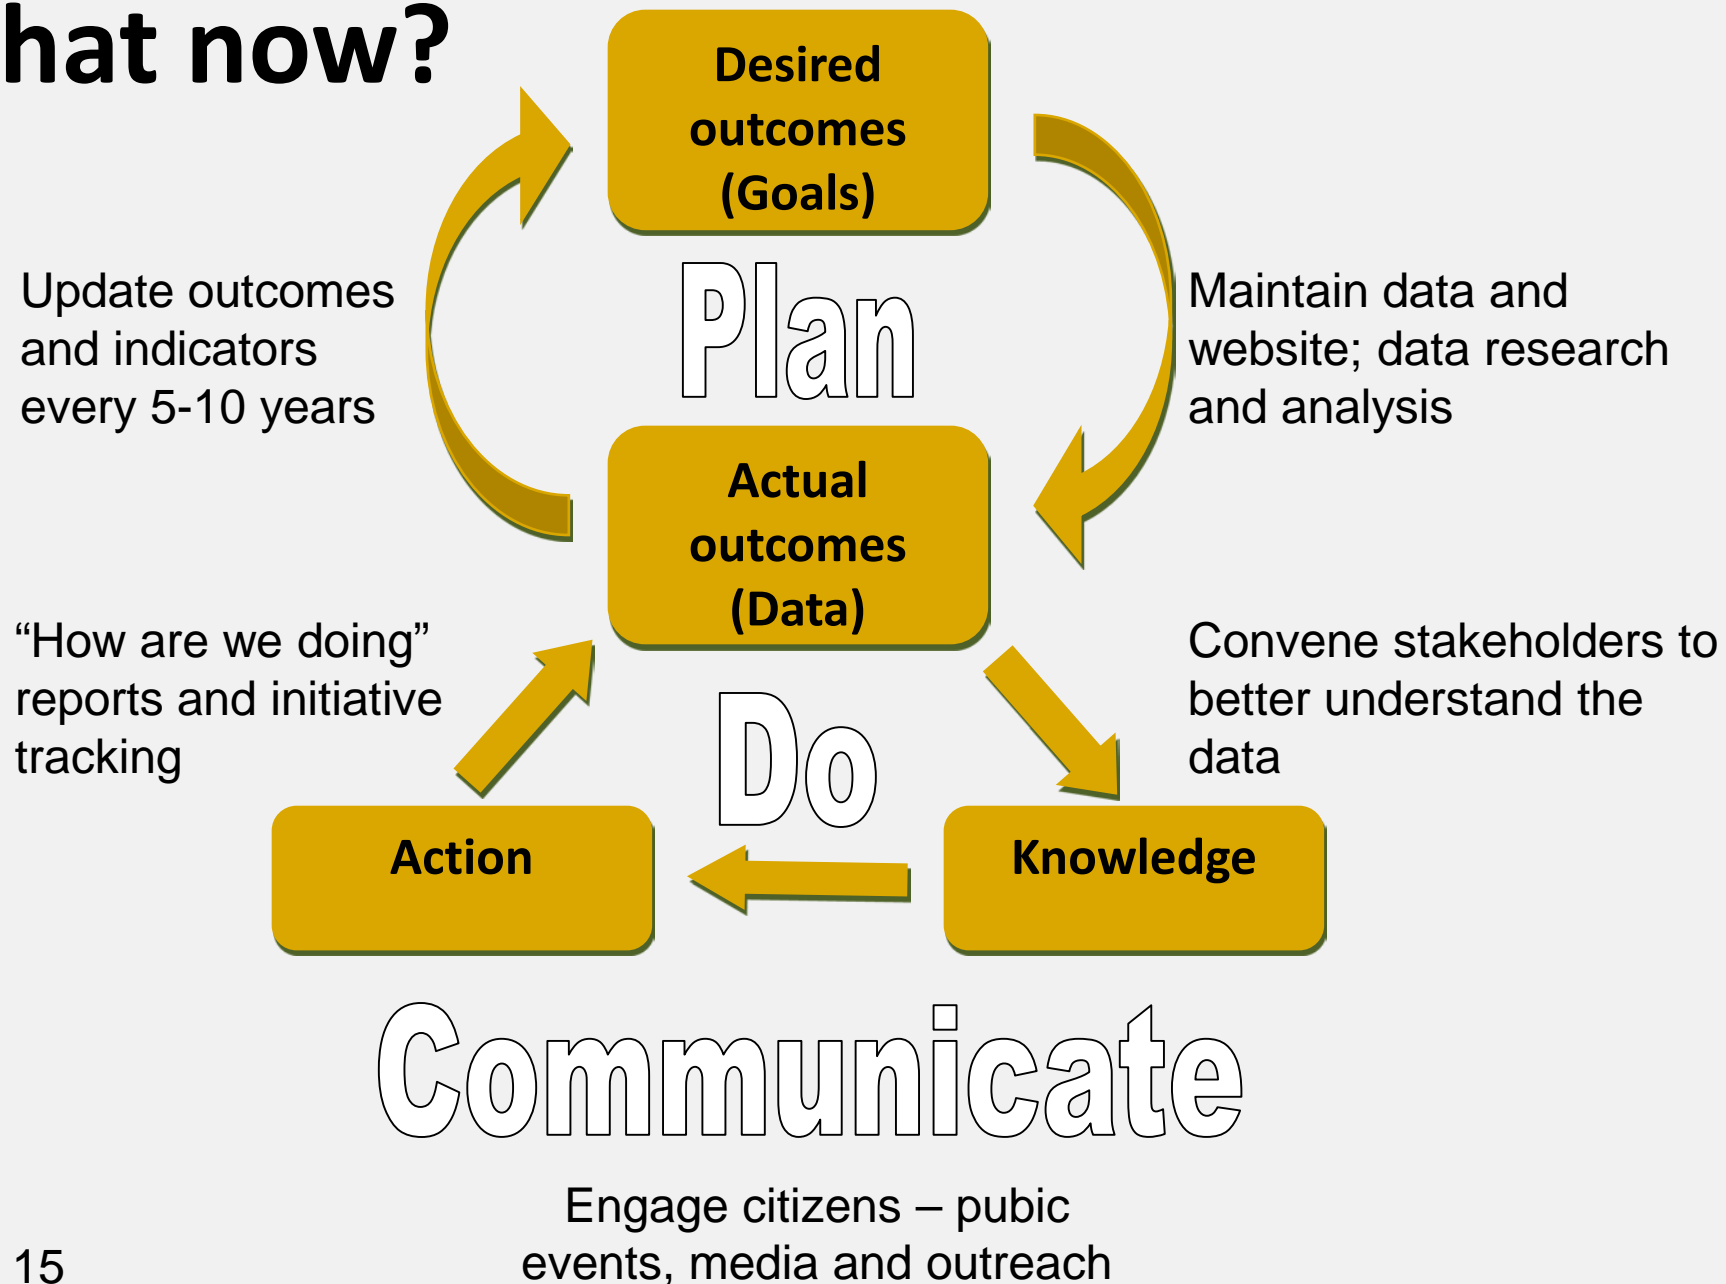 hat now?
Desired
outcomes
(Goals)
Update outcomes
and indicators
every 5-10 years
Plan
Maintain data and
website; data research
and analysis
Actual
outcomes
(Data)
“How are we doing”
reports and initiative
tracking
Do
Convene stakeholders to
better understand the
data
Action
Knowledge
Communicate
Engage citizens – pubic
events, media and outreach
15